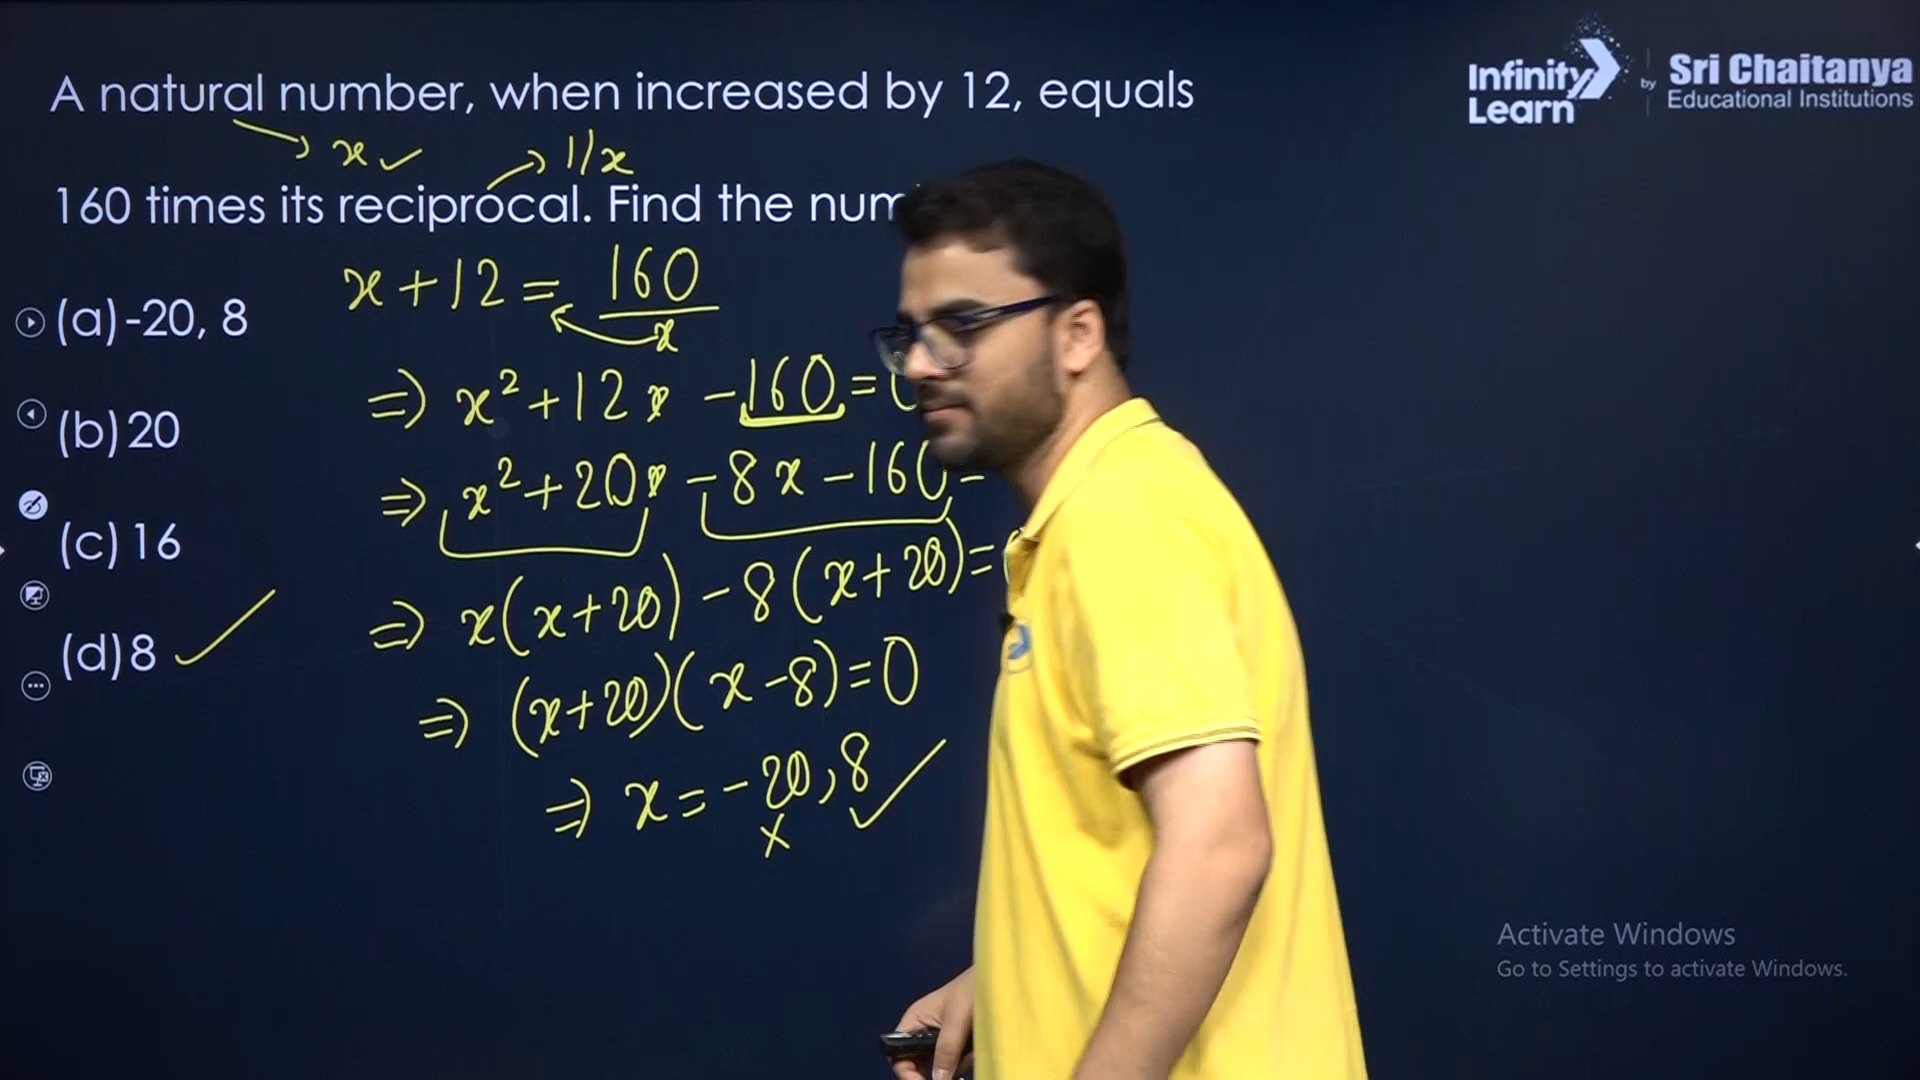 A natural number, when increased by 12, equals
→ x ✓ → 1/x
160 times its reciprocal. Find the
x + 12 = 160/x
(a) -20, 8
⇒ x² + 12x - 160 =
(b) 20
⇒ x² + 20x - 8x - 160 =
(c) 16
⇒ x(x+20) - 8(x+20) =
(d) 8 ✓
⇒ (x+20)(x-8) = 0
⇒ x = -20, 8 ✓
x
Infinity Learn by Sri Chaitanya
Educational Institutions
Activate Windows
Go to Settings to activate Windows.